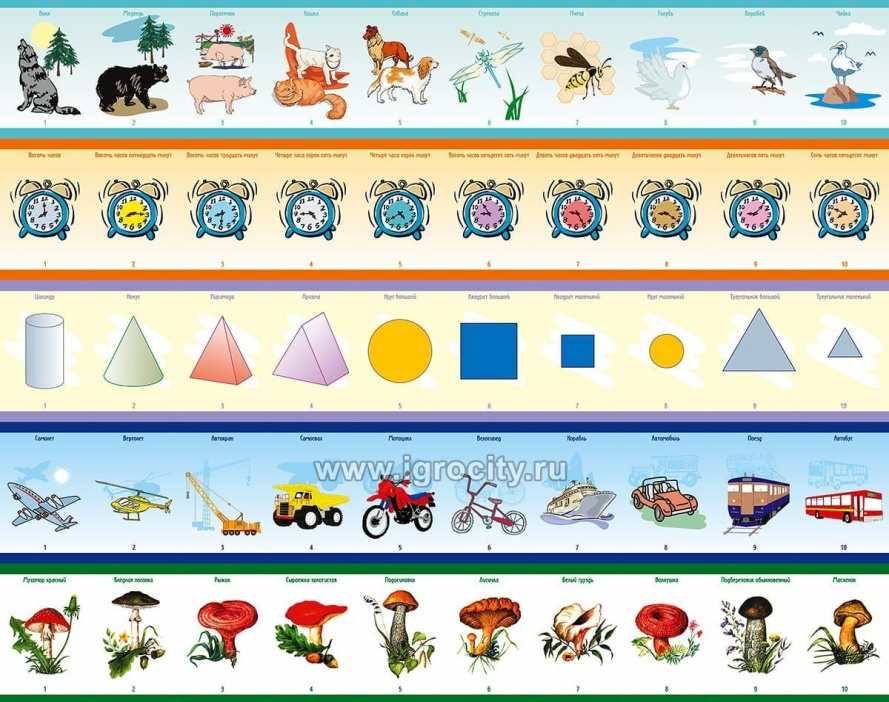 Волк Медведь Поросенок Кошка Собака Стрекоза Пчела Голубь Воробей Чайка
1 2 3 4 5 6 7 8 9 10
Восемь часов Восемь часов пятнадцать минут Восемь часов тридцать минут Четыре часа сорок пять минут Четыре часа сорок минут Восемь часов пятьдесят пять минут Девять часов двадцать пять минут Девятьчасов двадцать минут Девятьчасов пять минут Семь часов пятьдесят минут
1 2 3 4 5 6 7 8 9 10
Цилиндр Конус Пирамида Призма Круг большой Квадрат большой Квадрат маленький Круг маленький Треугольник большой Треугольник маленький
1 2 3 4 5 6 7 8 9 10
Самолет Вертолет Автокран Самосвал Мотоцикл Велосипед Корабль Автомобиль Поезд Автобус
www.igrocity.ru
1 2 3 4 5 6 7 8 9 10
Мухомор красный Бледная поганка Рыжик Сыроежка золотистая Подосиновик Лисичка Белый груздь Волнушка Подберезовик обыкновенный Масленок
1 2 3 4 5 6 7 8 9 10